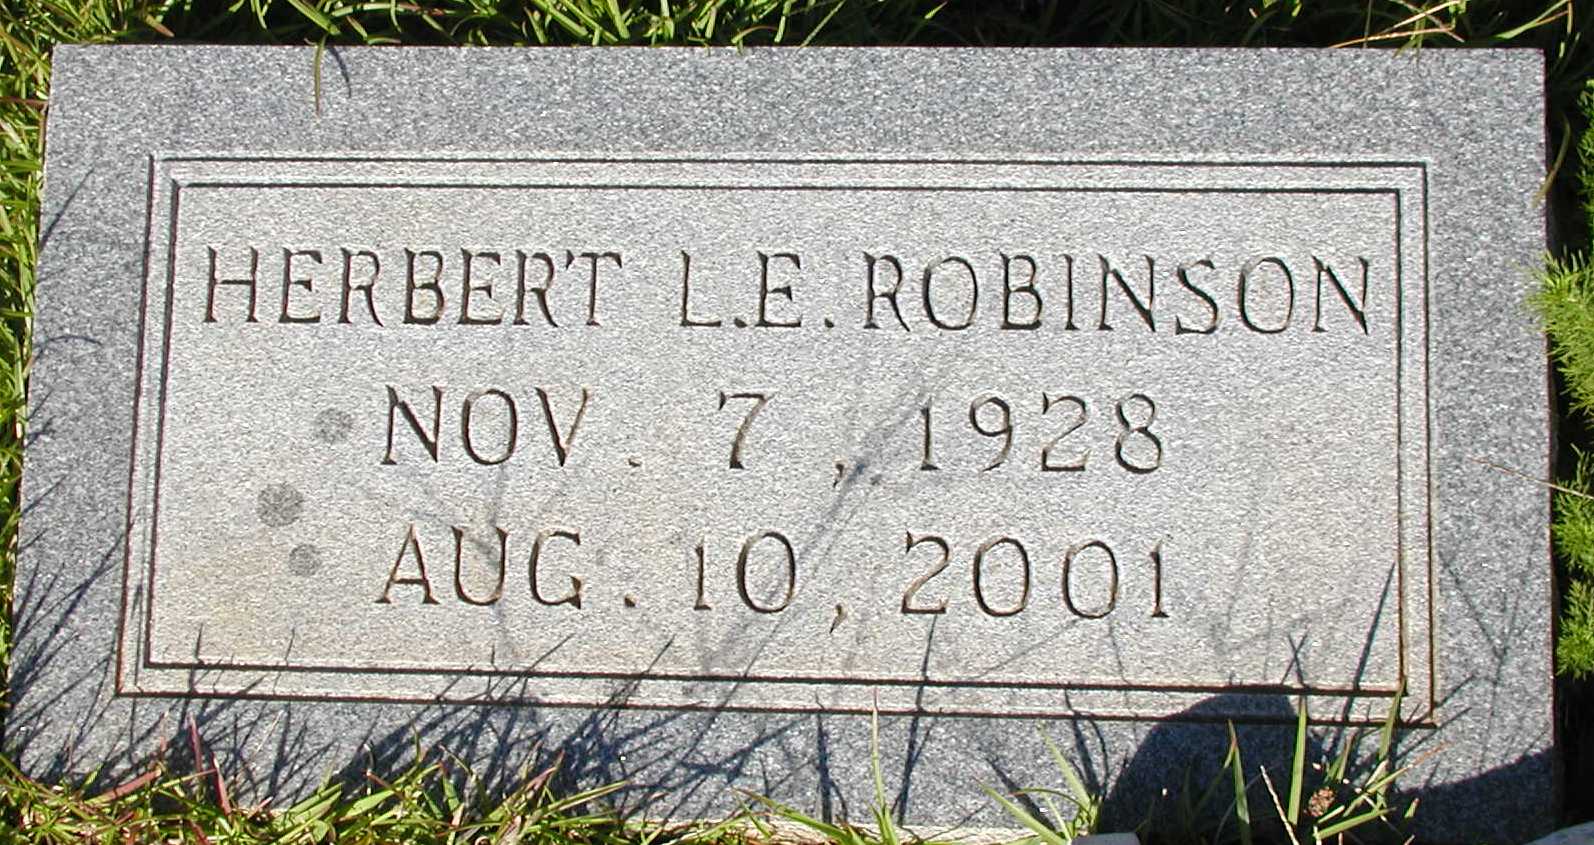 HERBERT L.E. ROBINSON
NOV. 7, 1928
AUG. 10, 2001